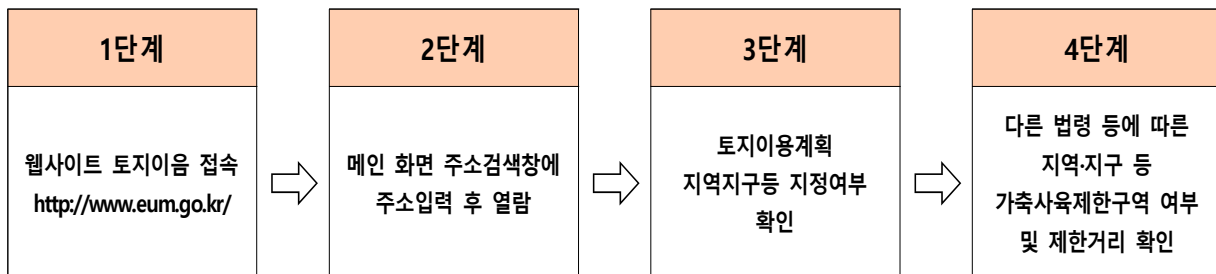 1단계
웹사이트 토지이음 접속
http://www.eum.go.kr/
2단계
메인 화면 주소검색창에
주소입력 후 열람
3단계
토지이용계획
지역지구등 지정여부
확인
4단계
다른 법령 등에 따른
지역·지구 등
가축사육제한구역 여부
및 제한거리 확인